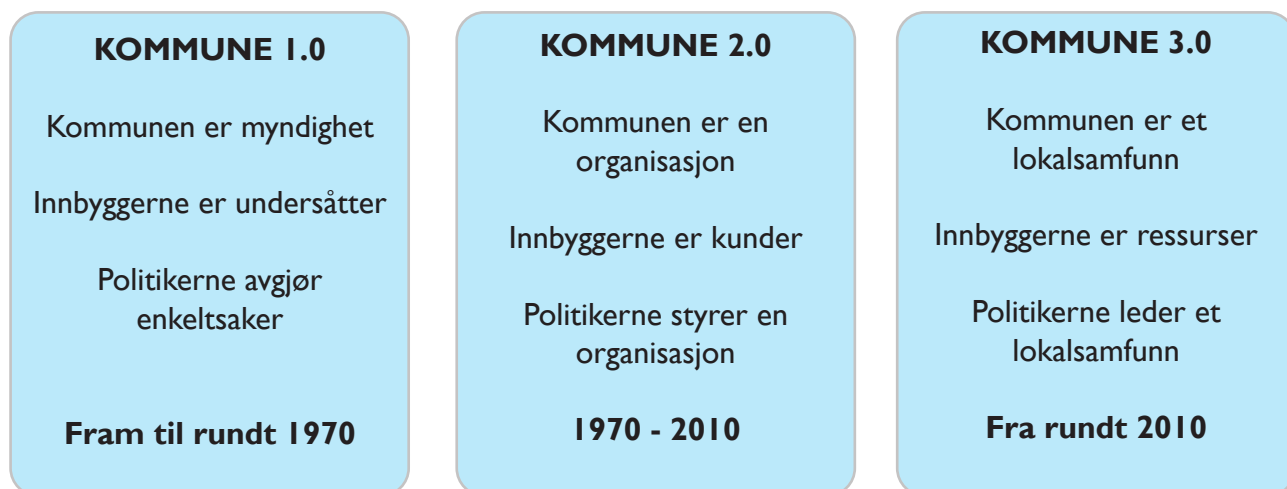 KOMMUNE 1.0
Kommunen er myndighet
Innbyggerne er undersåtter
Politikerne avgjør
enkeltsaker
Fram til rundt 1970
KOMMUNE 2.0
Kommunen er en
organisasjon
Innbyggerne er kunder
Politikerne styrer en
organisasjon
1970 - 2010
KOMMUNE 3.0
Kommunen er et
lokalsamfunn
Innbyggerne er ressurser
Politikerne leder et
lokalsamfunn
Fra rundt 2010